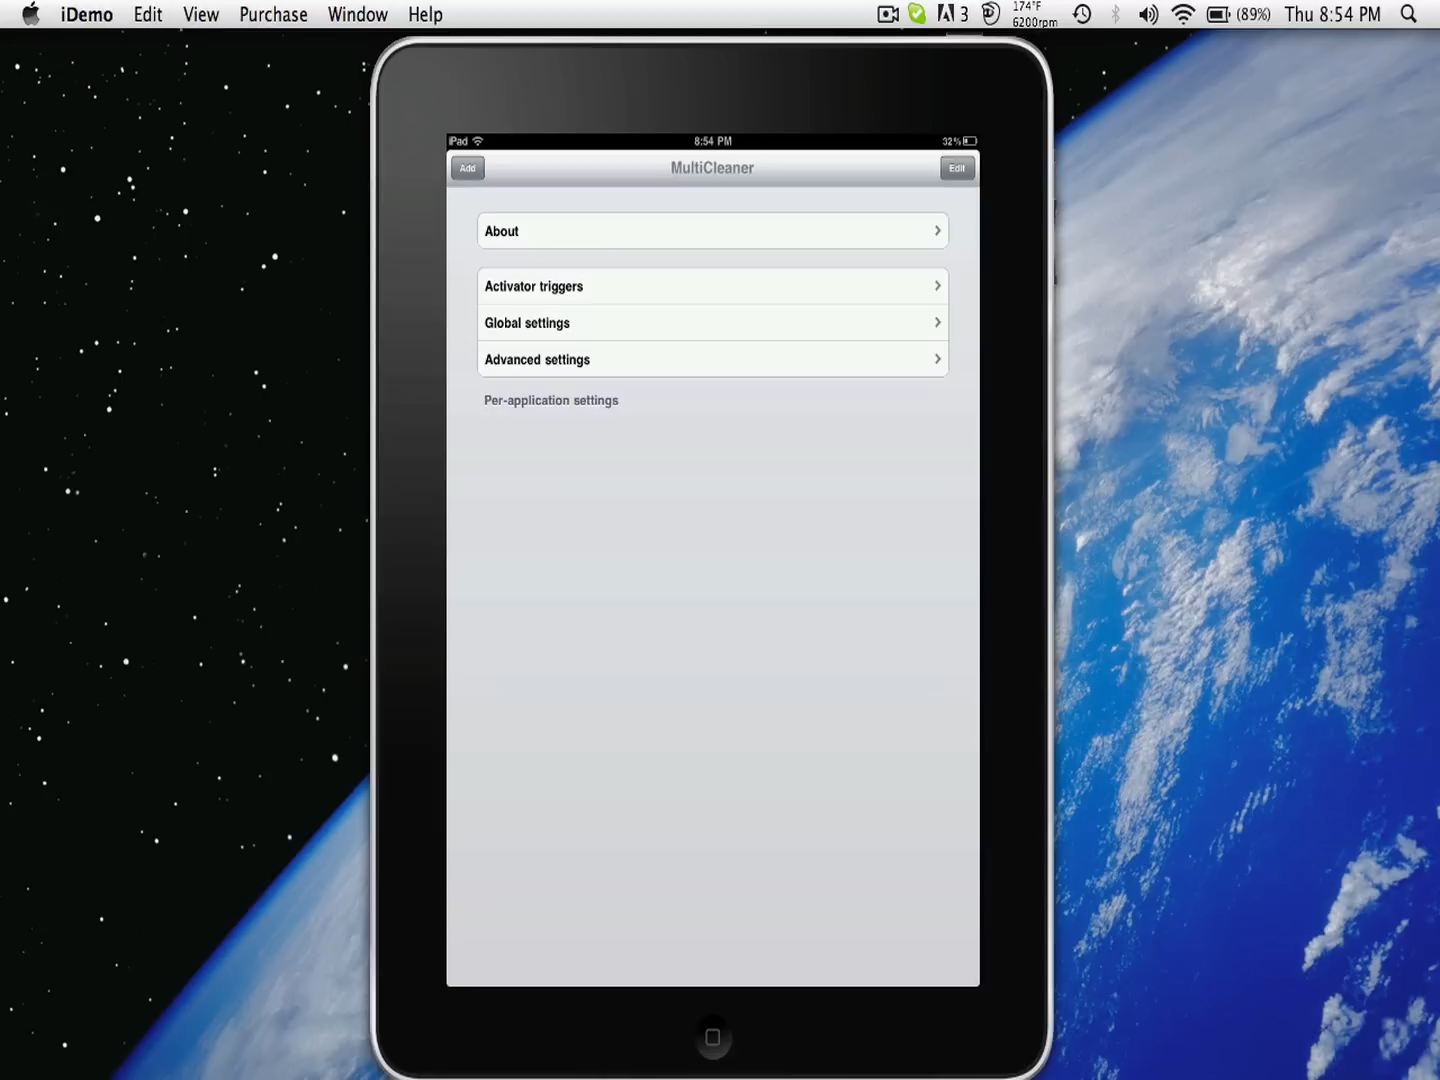 iDemo Edit View Purchase Window Help 3 174°F 6200rpm (89%) Thu 8:54 PM
iPad 8:54 PM 32%
Add MultiCleaner Edit
About
Activator triggers
Global settings
Advanced settings
Per-application settings